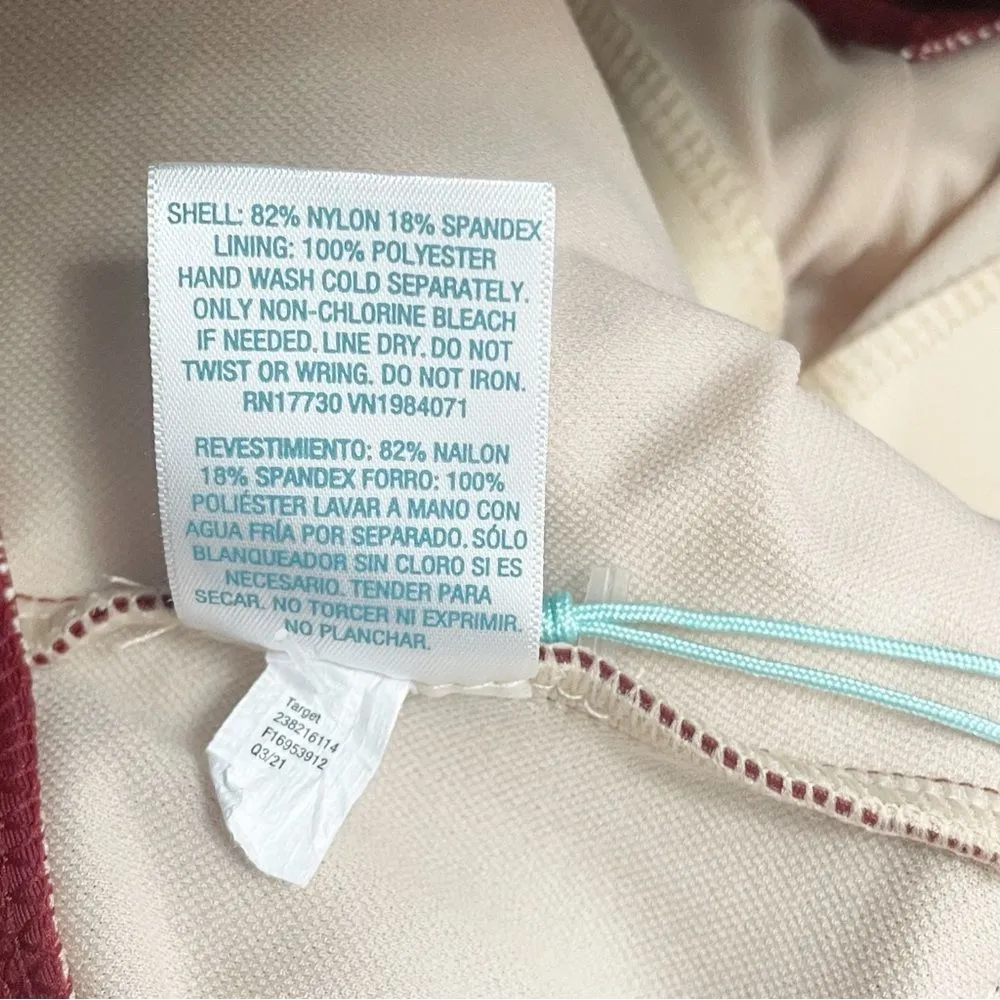 SHELL: 82% NYLON 18% SPANDEX
LINING: 100% POLYESTER
HAND WASH COLD SEPARATELY.
ONLY NON-CHLORINE BLEACH
IF NEEDED. LINE DRY. DO NOT
TWIST OR WRING. DO NOT IRON.
RN17730 VN1984071
REVESTIMIENTO: 82% NAILON
18% SPANDEX FORRO: 100%
POLIÉSTER LAVAR A MANO CON
AGUA FRÍA POR SEPARADO. SÓLO
BLANQUEADOR SIN CLORO SI ES
NECESARIO. TENDER PARA
SECAR. NO TORCER NI EXPRIMIR.
NO PLANCHAR.
Target
238216114
F16953912
Q3/21